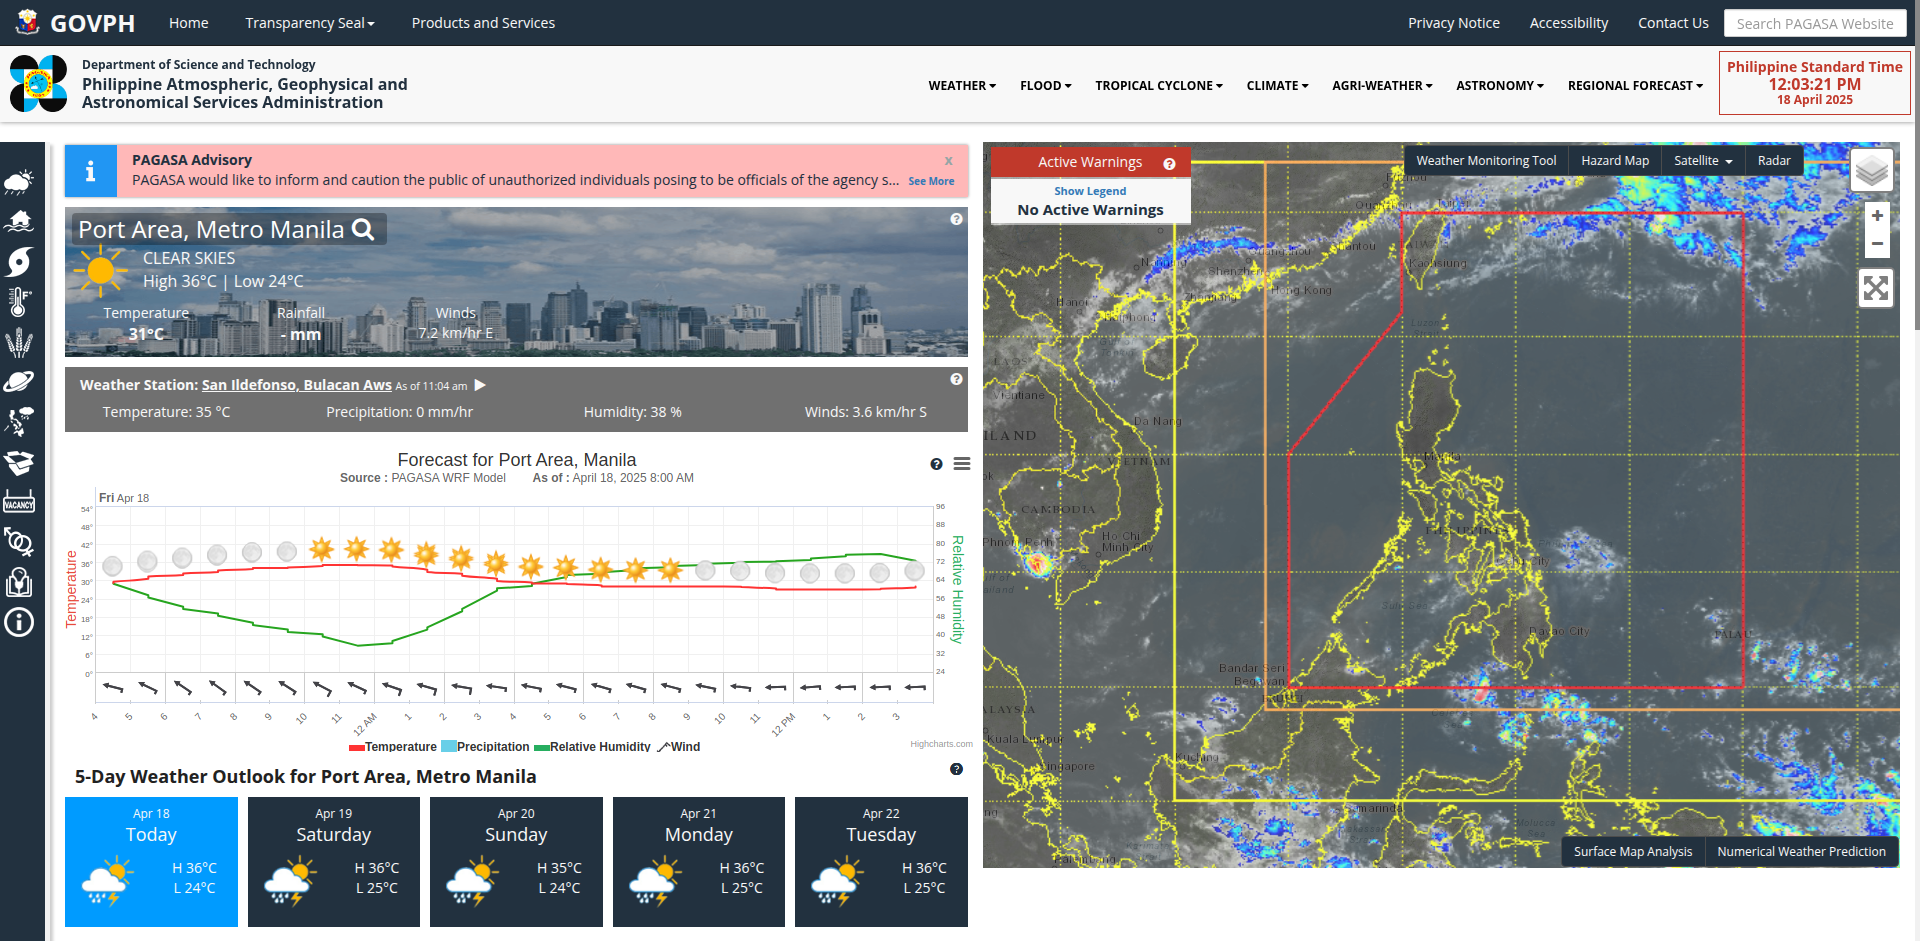 GOVPH Home Transparency Seal Products and Services Privacy Notice Accessibility Contact Us Search PAGASA Website
Department of Science and Technology
Philippine Atmospheric, Geophysical and
Astronomical Services Administration
WEATHER FLOOD TROPICAL CYCLONE CLIMATE AGRI-WEATHER ASTRONOMY REGIONAL FORECAST
Philippine Standard Time
12:03:21 PM
18 April 2025
VACANCY
PAGASA Advisory x
PAGASA would like to inform and caution the public of unauthorized individuals posing to be officials of the agency s... See More
Port Area, Metro Manila
CLEAR SKIES
High 36°C | Low 24°C
Temperature Rainfall Winds
31°C - mm 7.2 km/hr E
Weather Station: San Ildefonso, Bulacan Aws As of 11:04 am
Temperature: 35 °C Precipitation: 0 mm/hr Humidity: 38 % Winds: 3.6 km/hr S
Forecast for Port Area, Manila
Source : PAGASA WRF Model As of : April 18, 2025 8:00 AM
Fri Apr 18
Temperature
54°
48°
42°
36°
30°
24°
18°
12°
6°
0°
96
88
80
72
64
56
48
40
32
24
Relative Humidity
4 5 6 7 8 9 10 11 12 AM 1 2 3 4 5 6 7 8 9 10 11 12 PM 1 2 3
Temperature Precipitation Relative Humidity Wind
Highcharts.com
5-Day Weather Outlook for Port Area, Metro Manila
Apr 18 Apr 19 Apr 20 Apr 21 Apr 22
Today Saturday Sunday Monday Tuesday
H 36°C H 36°C H 35°C H 36°C H 36°C
L 24°C L 25°C L 24°C L 25°C L 25°C
Active Warnings
Show Legend
No Active Warnings
Weather Monitoring Tool Hazard Map Satellite Radar
+
−
Kaohsiung
Shenzhen
Hong Kong
Hanoi
Luzon
Vientiane
Da Nang
VIETNAM
Manila
CAMBODIA
Phnom Penh
Ho Chi
Minh City
Davao City
PALAU
Bandar Seri
Begawan
Kuala Lumpur
Kuching
Singapore
Samarinda
Molucca
Sea
Surface Map Analysis Numerical Weather Prediction